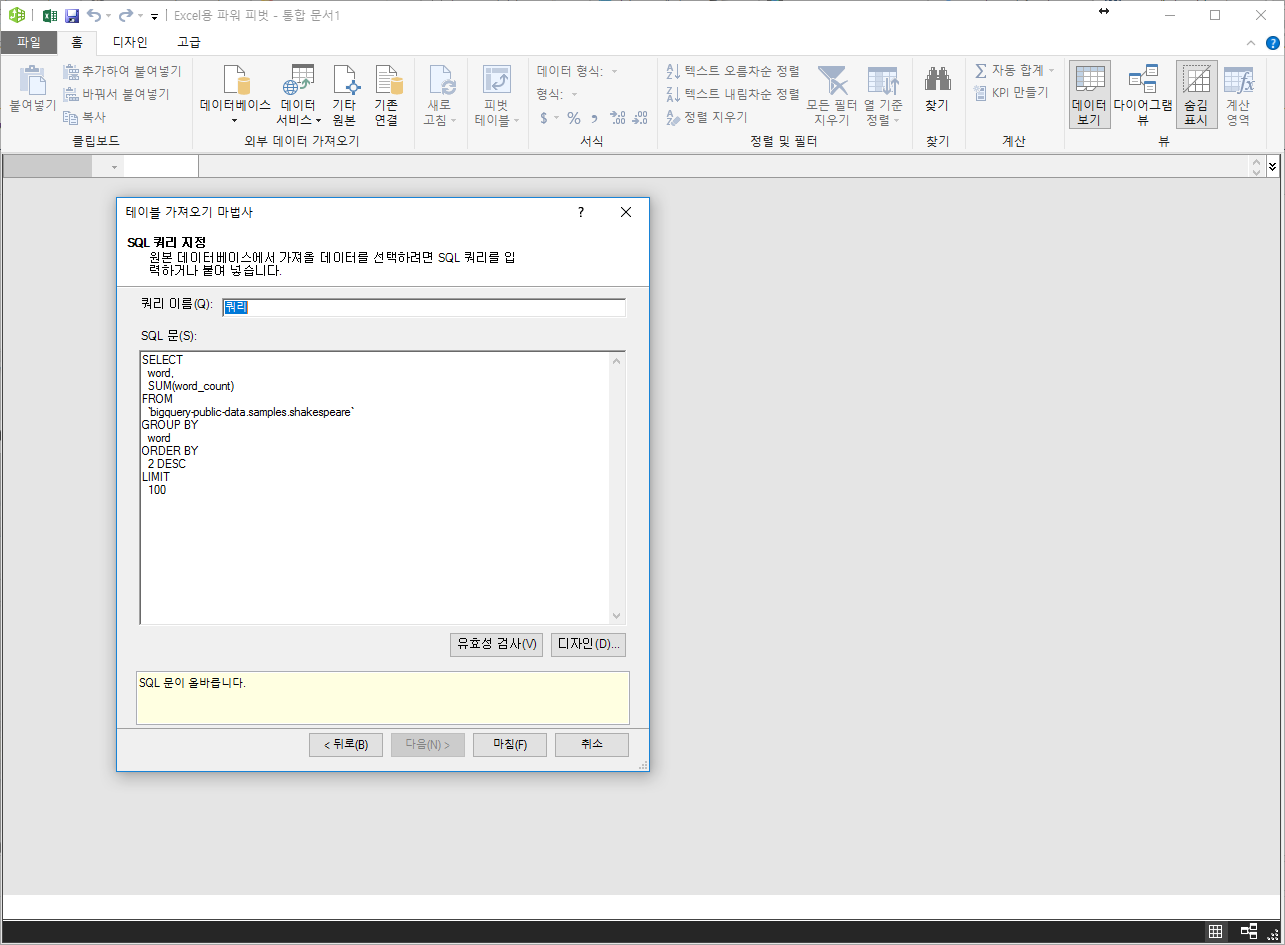 Excel용 파워 피벗 - 통합 문서1
파일 홈 디자인 고급
붙여넣기
추가하여 붙여넣기
바꿔서 붙여넣기
복사
클립보드
데이터베이스
데이터 서비스
기타 원본
기존 연결
외부 데이터 가져오기
새로 고침
피벗 테이블
데이터 형식:
형식:
$ % ,
서식
텍스트 오름차순 정렬
텍스트 내림차순 정렬
정렬 지우기
모든 필터 지우기
열 기준 정렬
정렬 및 필터
찾기
찾기
자동 합계
KPI 만들기
계산
데이터 보기
다이어그램 뷰
숨김 표시
계산 영역
뷰
테이블 가져오기 마법사 ?
SQL 쿼리 지정
원본 데이터베이스에서 가져올 데이터를 선택하려면 SQL 쿼리를 입
력하거나 붙여 넣습니다.
쿼리 이름(Q): 쿼리
SQL 문(S):
SELECT
word,
SUM(word_count)
FROM
`bigquery-public-data.samples.shakespeare`
GROUP BY
word
ORDER BY
2 DESC
LIMIT
100
유효성 검사(V) 디자인(D)...
SQL 문이 올바릅니다.
< 뒤로(B) 다음(N) > 마침(F) 취소